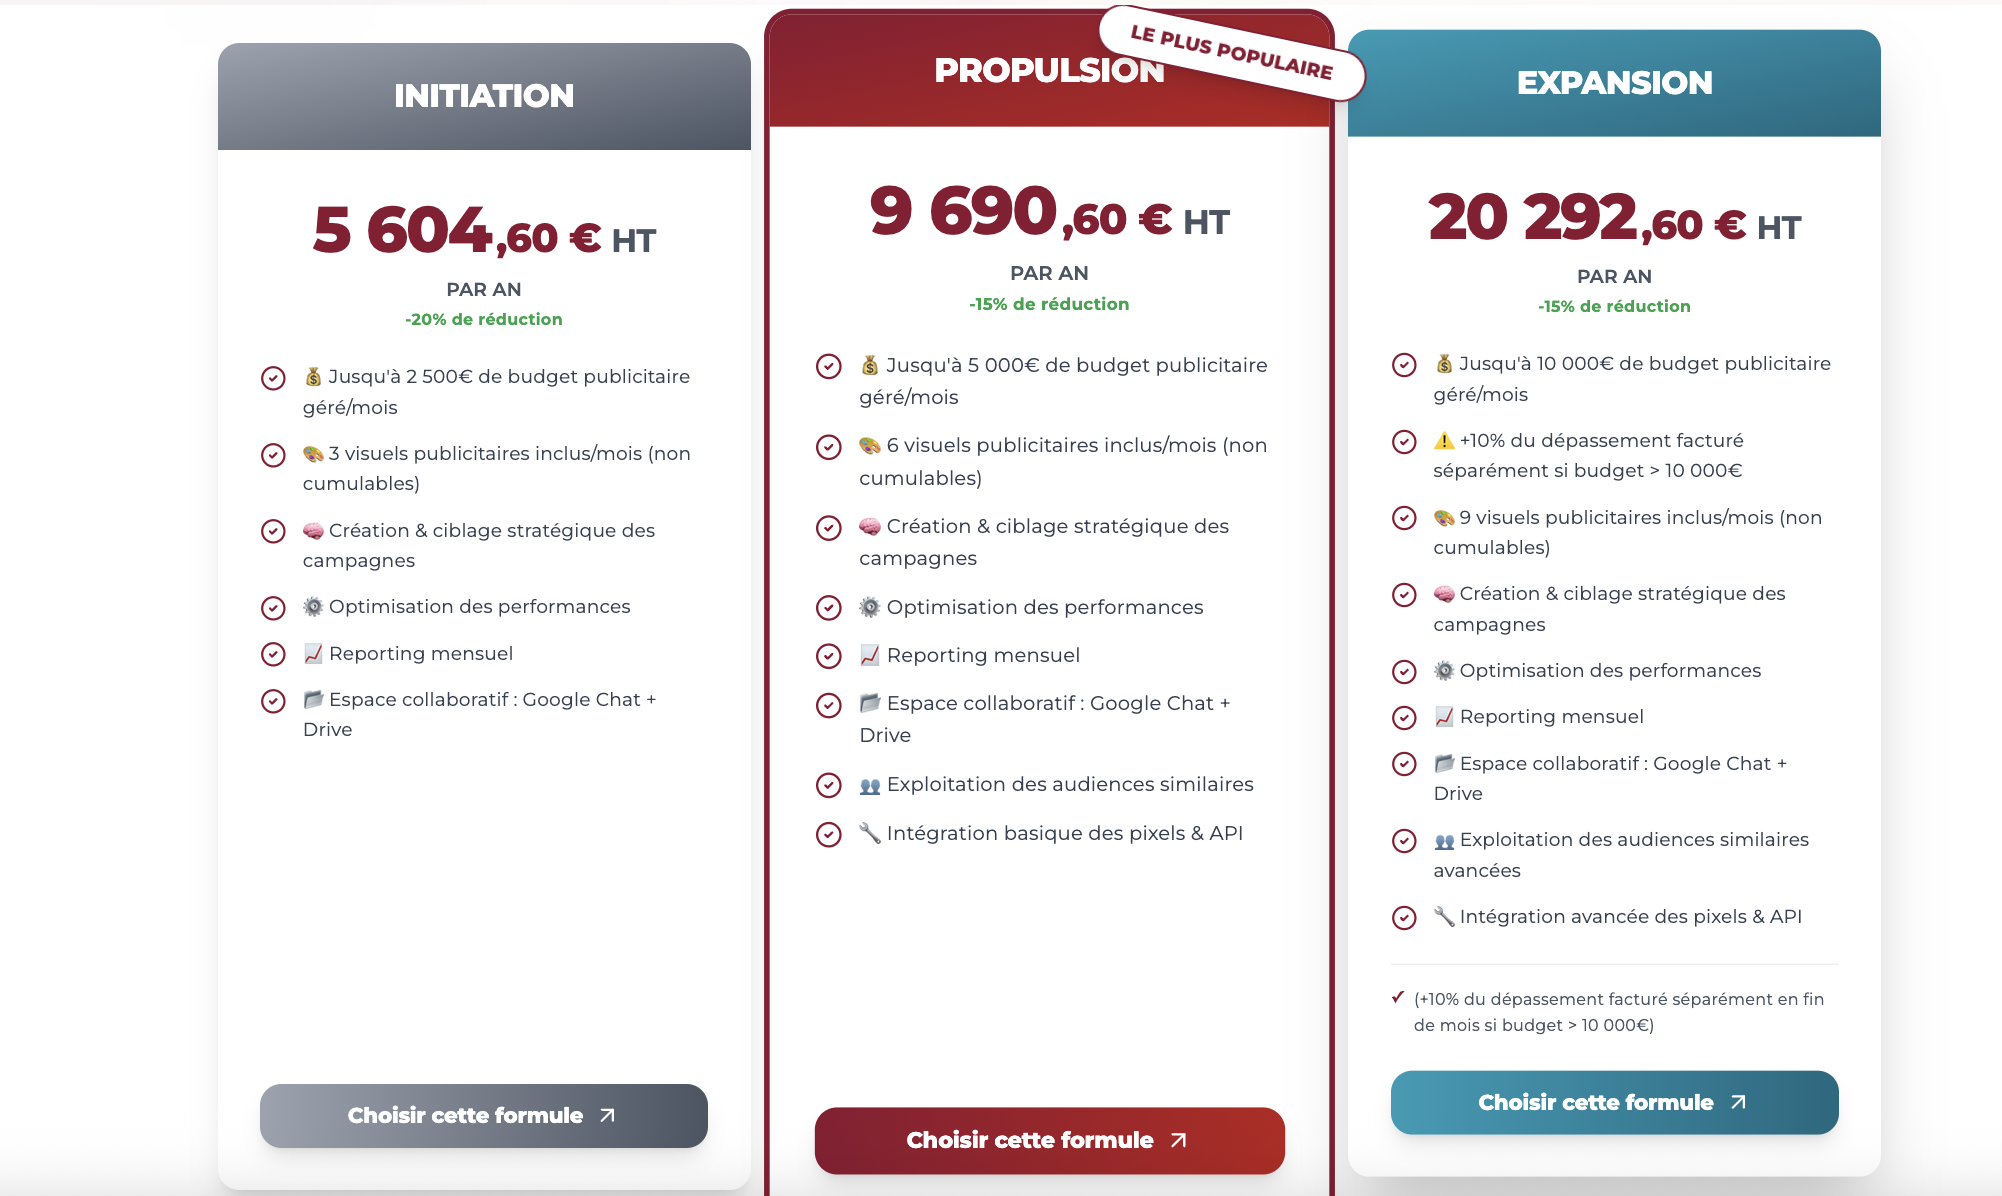 INITIATION
5 604,60 € HT
PAR AN
-20% de réduction
💰 Jusqu'à 2 500€ de budget publicitaire
géré/mois
🎨 3 visuels publicitaires inclus/mois (non
cumulables)
🧠 Création & ciblage stratégique des
campagnes
⚙️ Optimisation des performances
📈 Reporting mensuel
📂 Espace collaboratif : Google Chat +
Drive
Choisir cette formule
LE PLUS POPULAIRE
PROPULSION
9 690,60 € HT
PAR AN
-15% de réduction
💰 Jusqu'à 5 000€ de budget publicitaire
géré/mois
🎨 6 visuels publicitaires inclus/mois (non
cumulables)
🧠 Création & ciblage stratégique des
campagnes
⚙️ Optimisation des performances
📈 Reporting mensuel
📂 Espace collaboratif : Google Chat +
Drive
👥 Exploitation des audiences similaires
🔧 Intégration basique des pixels & API
Choisir cette formule
EXPANSION
20 292,60 € HT
PAR AN
-15% de réduction
💰 Jusqu'à 10 000€ de budget publicitaire
géré/mois
⚠️ +10% du dépassement facturé
séparément si budget > 10 000€
🎨 9 visuels publicitaires inclus/mois (non
cumulables)
🧠 Création & ciblage stratégique des
campagnes
⚙️ Optimisation des performances
📈 Reporting mensuel
📂 Espace collaboratif : Google Chat +
Drive
👥 Exploitation des audiences similaires
avancées
🔧 Intégration avancée des pixels & API
✓ (+10% du dépassement facturé séparément en fin
de mois si budget > 10 000€)
Choisir cette formule